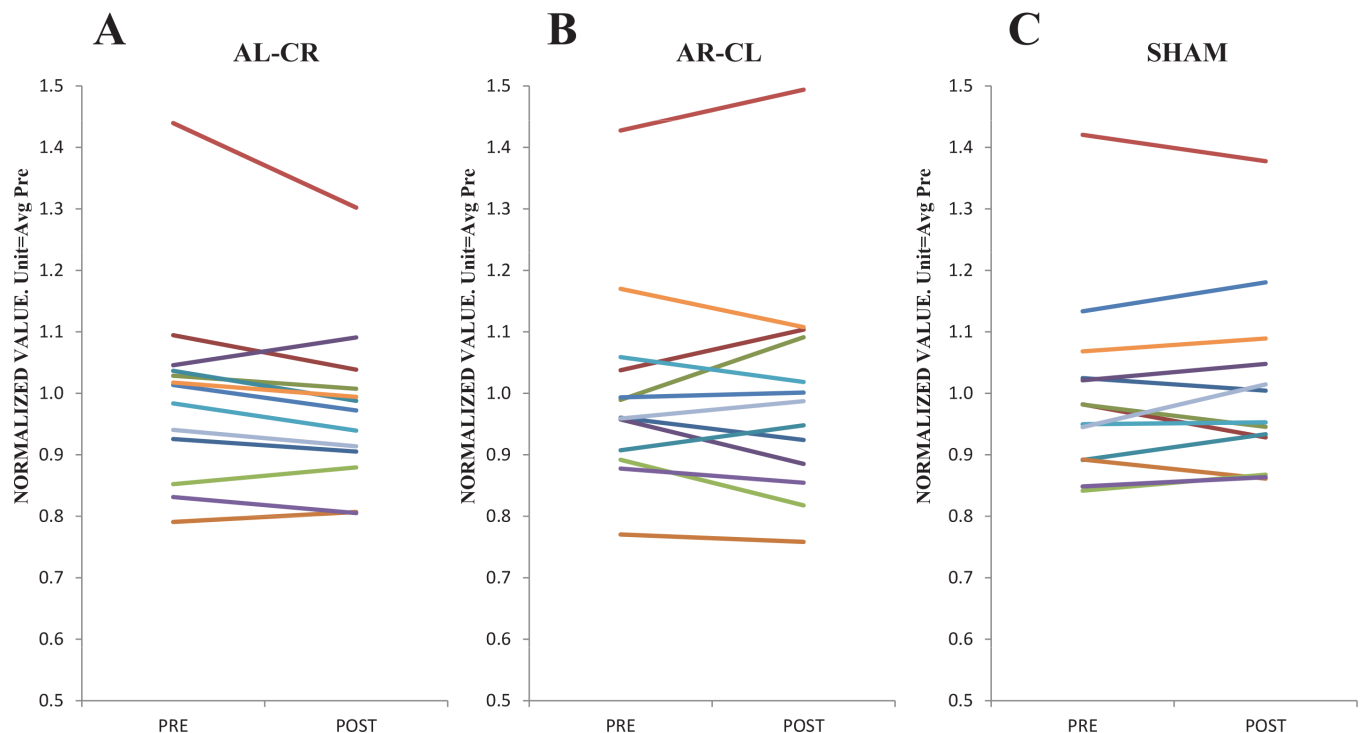 A
AL-CR
NORMALIZED VALUE. Unit=Avg Pre
1.5
1.4
1.3
1.2
1.1
1.0
0.9
0.8
0.7
0.6
0.5
PRE
POST
B
AR-CL
NORMALIZED VALUE. Unit=Avg Pre
1.5
1.4
1.3
1.2
1.1
1.0
0.9
0.8
0.7
0.6
0.5
PRE
POST
C
SHAM
NORMALIZED VALUE. Unit=Avg Pre
1.5
1.4
1.3
1.2
1.1
1.0
0.9
0.8
0.7
0.6
0.5
PRE
POST